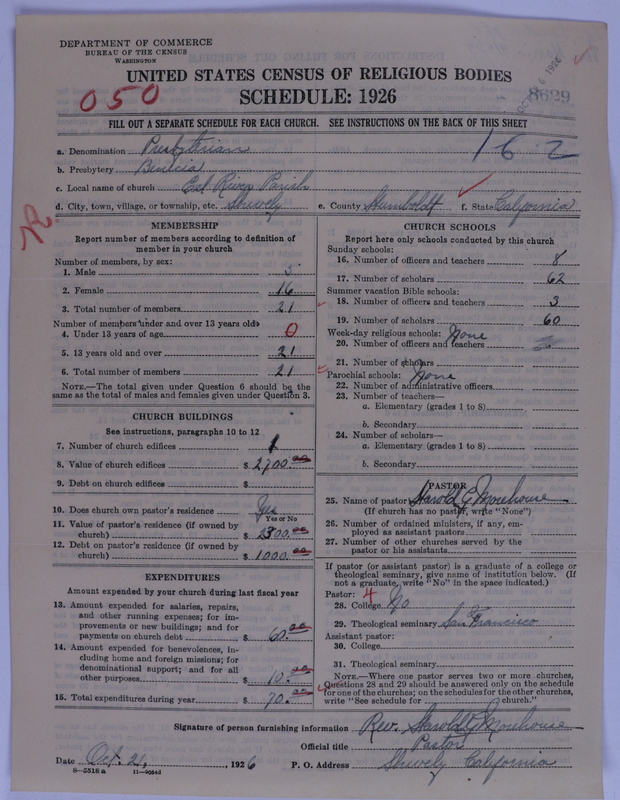 DEPARTMENT OF COMMERCE
BUREAU OF THE CENSUS
WASHINGTON
UNITED STATES CENSUS OF RELIGIOUS BODIES
SCHEDULE: 1926
050
8629
FILL OUT A SEPARATE SCHEDULE FOR EACH CHURCH. SEE INSTRUCTIONS ON THE BACK OF THIS SHEET
a. Denomination Presbyterian 162
b. Presbytery Benicia
c. Local name of church Eel River Parish
d. City, town, village, or township, etc. Shively e. County Humboldt f. State California
MEMBERSHIP
Report number of members according to definition of
member in your church
Number of members, by sex:
1. Male 5
2. Female 16
3. Total number of members 21
Number of members under and over 13 years old:
4. Under 13 years of age 0
5. 13 years old and over 21
6. Total number of members 21
NOTE.—The total given under Question 6 should be the
same as the total of males and females given under Question 3.
CHURCH BUILDINGS
See instructions, paragraphs 10 to 12
7. Number of church edifices 1
8. Value of church edifices $ 2700.00
9. Debt on church edifices $
10. Does church own pastor's residence Yes
Yes or No
11. Value of pastor's residence (if owned by
church) $ 2300.00
12. Debt on pastor's residence (if owned by
church) $ 1000.00
EXPENDITURES
Amount expended by your church during last fiscal year
13. Amount expended for salaries, repairs,
and other running expenses; for im-
provements or new buildings; and for
payments on church debt $ 60.00
14. Amount expended for benevolences, in-
cluding home and foreign missions; for
denominational support; and for all
other purposes $ 10.00
15. Total expenditures during year $ 70.00
CHURCH SCHOOLS
Report here only schools conducted by this church
Sunday schools:
16. Number of officers and teachers 8
17. Number of scholars 62
Summer vacation Bible schools:
18. Number of officers and teachers 3
19. Number of scholars 60
Week-day religious schools: None
20. Number of officers and teachers
21. Number of scholars
Parochial schools: None
22. Number of administrative officers
23. Number of teachers—
a. Elementary (grades 1 to 8)
b. Secondary
24. Number of scholars—
a. Elementary (grades 1 to 8)
b. Secondary
PASTOR
25. Name of pastor Harold G Morehouse
(If church has no pastor, write "None")
26. Number of ordained ministers, if any, em-
ployed as assistant pastors
27. Number of other churches served by the
pastor or his assistants
If pastor (or assistant pastor) is a graduate of a college or
theological seminary, give name of institution below. (If
not a graduate, write "No" in the space indicated.)
Pastor: 4
28. College No
29. Theological seminary San Francisco
Assistant pastor:
30. College
31. Theological seminary
NOTE.—Where one pastor serves two or more churches,
Questions 28 and 29 should be answered only on the schedule
for one of the churches; on the schedules for the other churches,
write "See schedule for church."
Signature of person furnishing information Rev. Harold G Morehouse
Official title Pastor
Date Oct. 21, 1926 P. O. Address Shively California
8—5518 a 11—9054d